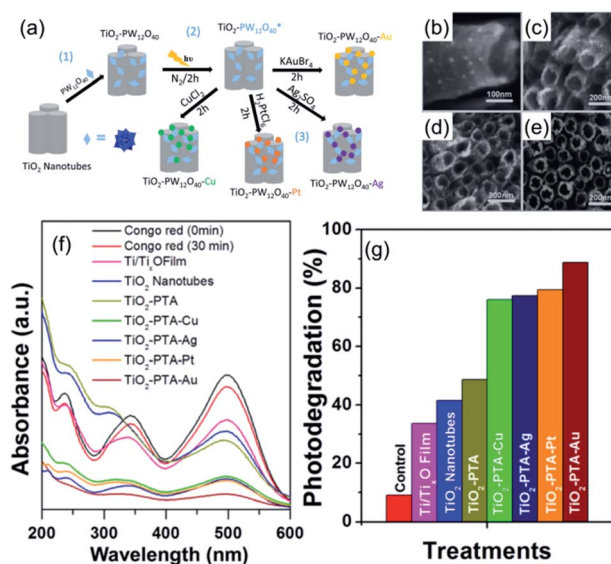 (a)
TiO2-PW12O40
(1)
PW12O40
TiO2 Nanotubes
=
(2)
hν
N2/2h
TiO2-PW12O40*
KAuBr4
2h
TiO2-PW12O40-Au
CuCl2
2h
H2PtCl6
2h
Ag2SO4
2h
(3)
TiO2-PW12O40-Cu
TiO2-PW12O40-Pt
TiO2-PW12O40-Ag
(b)
100nm
(c)
200nm
(d)
200nm
(e)
200nm
(f)
Absorbance (a.u.)
Congo red (0min)
Congo red (30 min)
Ti/TixOFilm
TiO2 Nanotubes
TiO2-PTA
TiO2-PTA-Cu
TiO2-PTA-Ag
TiO2-PTA-Pt
TiO2-PTA-Au
200 300 400 500 600
Wavelength (nm)
(g)
Photodegradation (%)
100
80
60
40
20
0
Control
Ti/TixO Film
TiO2 Nanotubes
TiO2-PTA
TiO2-PTA-Cu
TiO2-PTA-Ag
TiO2-PTA-Pt
TiO2-PTA-Au
Treatments